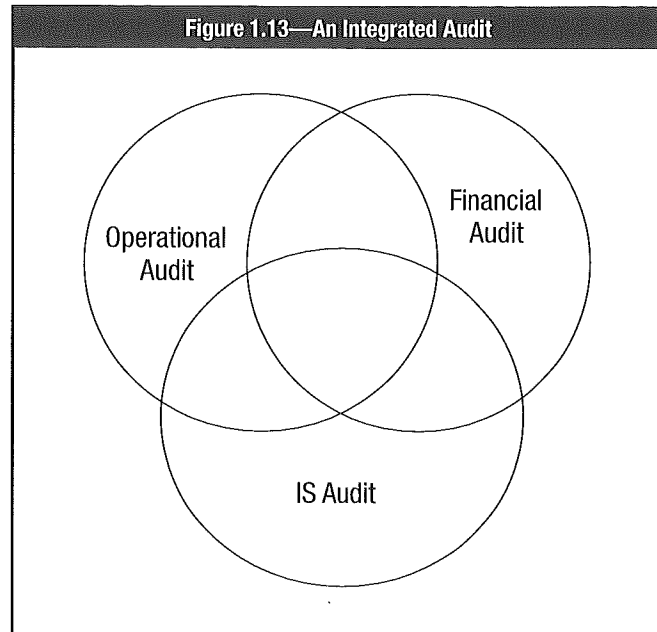 Figure 1.13—An Integrated Audit
Operational
Audit
Financial
Audit
IS Audit